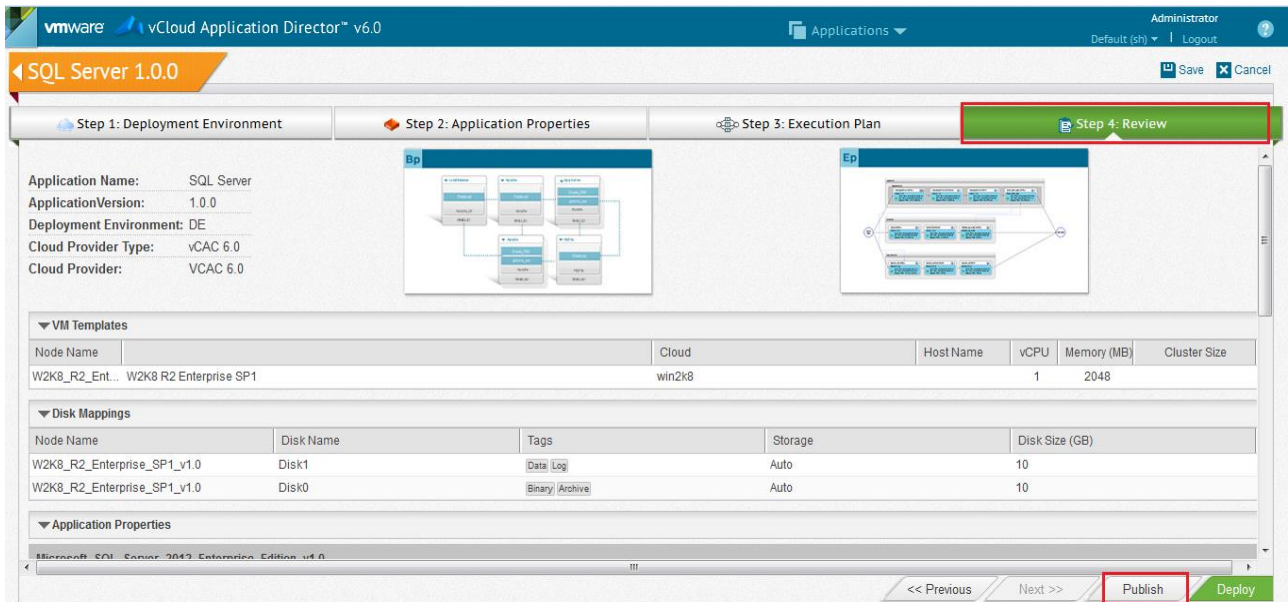 vmware vCloud Application Director™ v6.0
Applications
Administrator
Default (sh) | Logout
?
SQL Server 1.0.0
Save Cancel
Step 1: Deployment Environment
Step 2: Application Properties
Step 3: Execution Plan
Step 4: Review
Application Name: SQL Server
ApplicationVersion: 1.0.0
Deployment Environment: DE
Cloud Provider Type: vCAC 6.0
Cloud Provider: VCAC 6.0
Bp
Ep
VM Templates
Node Name Cloud Host Name vCPU Memory (MB) Cluster Size
W2K8_R2_Ent... W2K8 R2 Enterprise SP1 win2k8 1 2048
Disk Mappings
Node Name Disk Name Tags Storage Disk Size (GB)
W2K8_R2_Enterprise_SP1_v1.0 Disk1 Data Log Auto 10
W2K8_R2_Enterprise_SP1_v1.0 Disk0 Binary Archive Auto 10
Application Properties
Microsoft_SQL_Server_2012_Enterprise_Edition_v1.0
<< Previous Next >> Publish Deploy